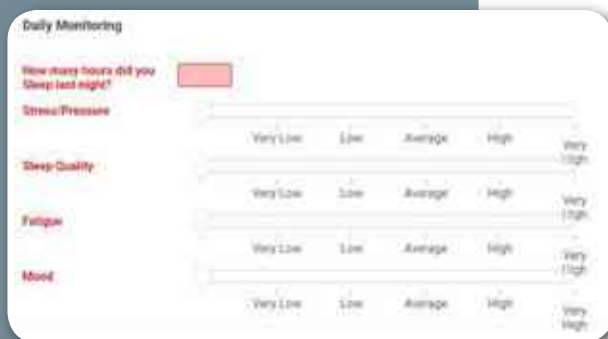 Daily Monitoring
How many hours did you
Sleep last night?
Stress/Pressure
Very Low Low Average High Very High
Sleep Quality
Very Low Low Average High Very High
Fatigue
Very Low Low Average High Very High
Mood
Very Low Low Average High Very High